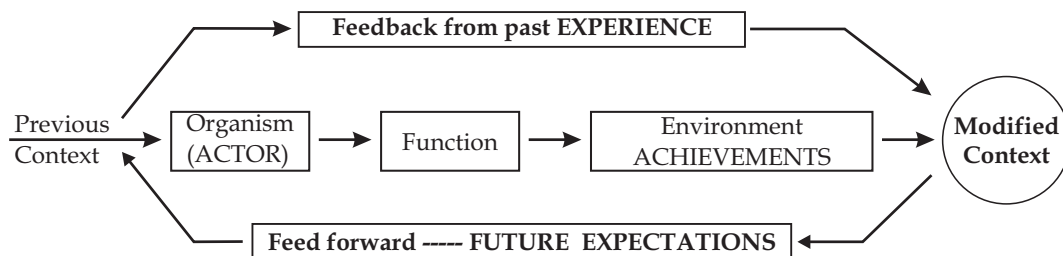 Feedback from past EXPERIENCE
Previous
Context
Organism
(ACTOR)
Function
Environment
ACHIEVEMENTS
Modified
Context
Feed forward ----- FUTURE EXPECTATIONS